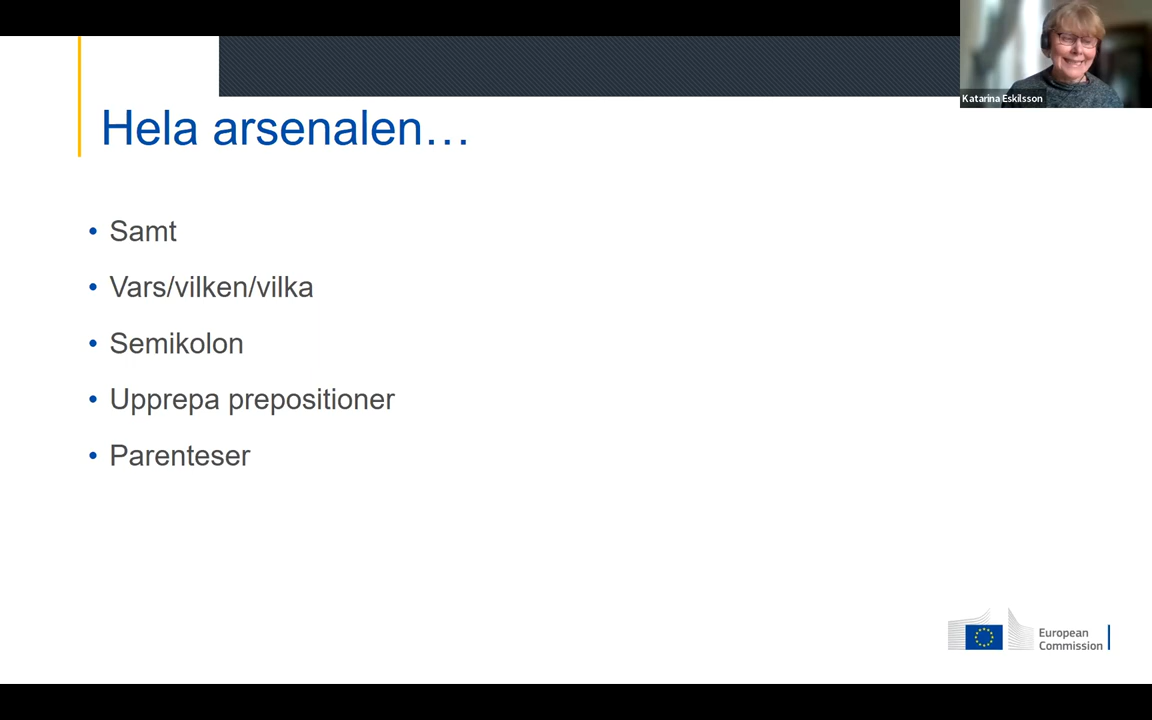 Katarina Eskilsson
Hela arsenalen…
• Samt
• Vars/vilken/vilka
• Semikolon
• Upprepa prepositioner
• Parenteser
European
Commission